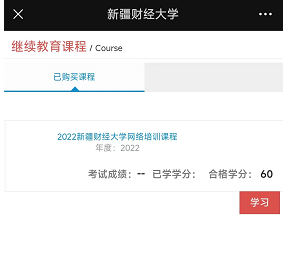 新疆财经大学
继续教育课程 / Course
已购买课程
2022新疆财经大学网络培训课程
年度：2022
考试成绩：-- 已学学分： 合格学分： 60
学习